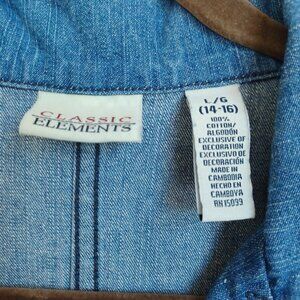 CLASSIC
ELEMENTS
L/G
(14-16)
100%
COTTON/
ALGODÓN
EXCLUSIVE OF
DECORATION
EXCLUSIVO DE
DECORACION
MADE IN
CAMBODIA
HECHO EN
CAMBOYA
RN 15099